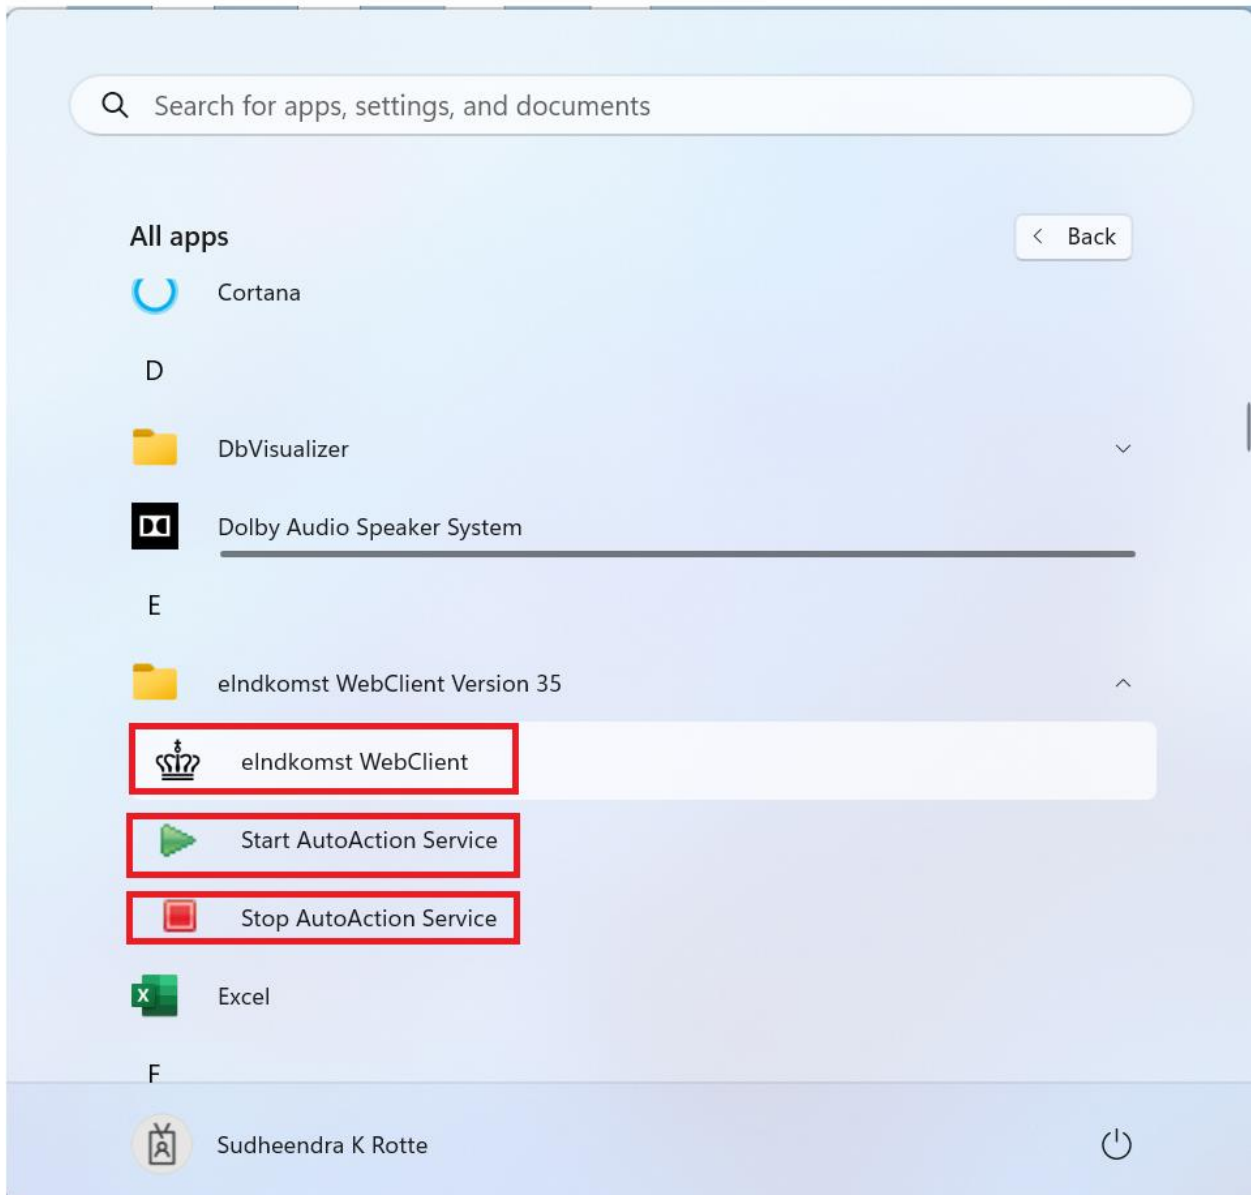 Search for apps, settings, and documents
All apps
Back
Cortana
D
DbVisualizer
Dolby Audio Speaker System
E
eIndkomst WebClient Version 35
eIndkomst WebClient
Start AutoAction Service
Stop AutoAction Service
Excel
F
Sudheendra K Rotte